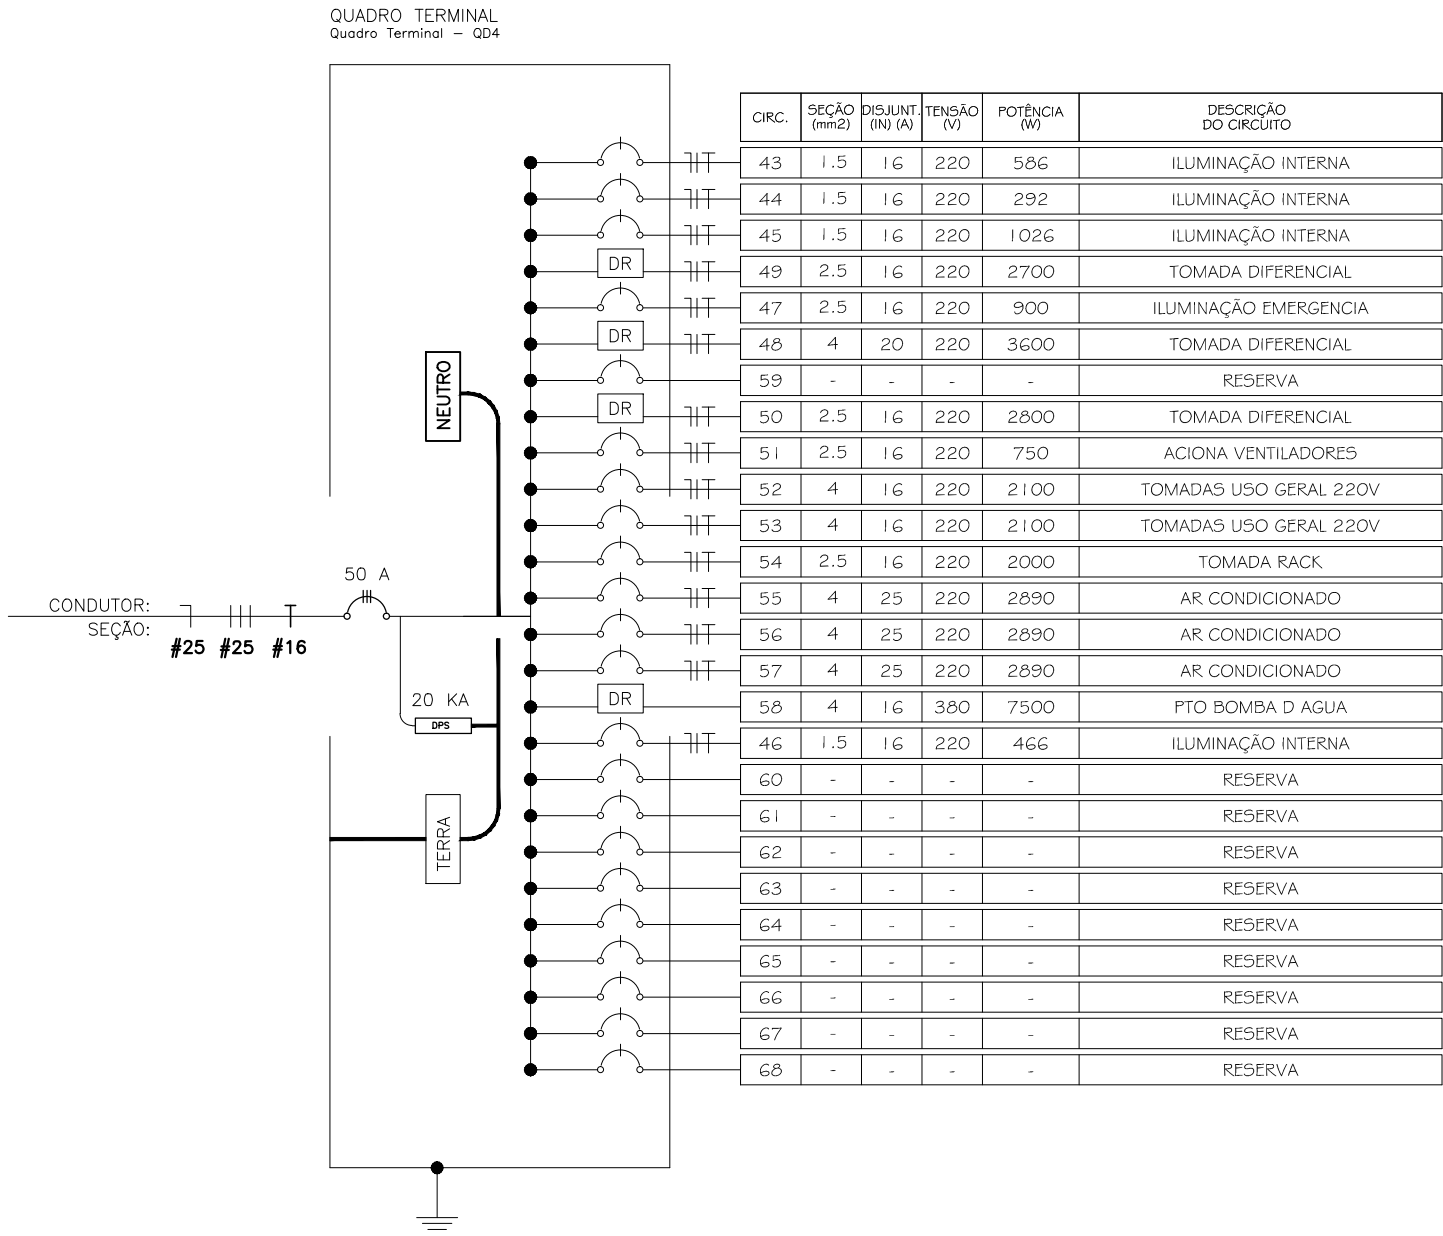 QUADRO TERMINAL
Quadro Terminal - QD4
CIRC. SEÇÃO (mm2) DISJUNT. (IN) (A) TENSÃO (V) POTÊNCIA (W) DESCRIÇÃO DO CIRCUITO
43 1.5 16 220 586 ILUMINAÇÃO INTERNA
44 1.5 16 220 292 ILUMINAÇÃO INTERNA
45 1.5 16 220 1026 ILUMINAÇÃO INTERNA
DR 49 2.5 16 220 2700 TOMADA DIFERENCIAL
47 2.5 16 220 900 ILUMINAÇÃO EMERGENCIA
DR 48 4 20 220 3600 TOMADA DIFERENCIAL
59 - - - - RESERVA
DR 50 2.5 16 220 2800 TOMADA DIFERENCIAL
51 2.5 16 220 750 ACIONA VENTILADORES
52 4 16 220 2100 TOMADAS USO GERAL 220V
53 4 16 220 2100 TOMADAS USO GERAL 220V
54 2.5 16 220 2000 TOMADA RACK
55 4 25 220 2890 AR CONDICIONADO
56 4 25 220 2890 AR CONDICIONADO
57 4 25 220 2890 AR CONDICIONADO
DR 58 4 16 380 7500 PTO BOMBA D AGUA
46 1.5 16 220 466 ILUMINAÇÃO INTERNA
60 - - - - RESERVA
61 - - - - RESERVA
62 - - - - RESERVA
63 - - - - RESERVA
64 - - - - RESERVA
65 - - - - RESERVA
66 - - - - RESERVA
67 - - - - RESERVA
68 - - - - RESERVA
NEUTRO
50 A
CONDUTOR:
SEÇÃO:
#25 #25 #16
20 KA
DPS
TERRA